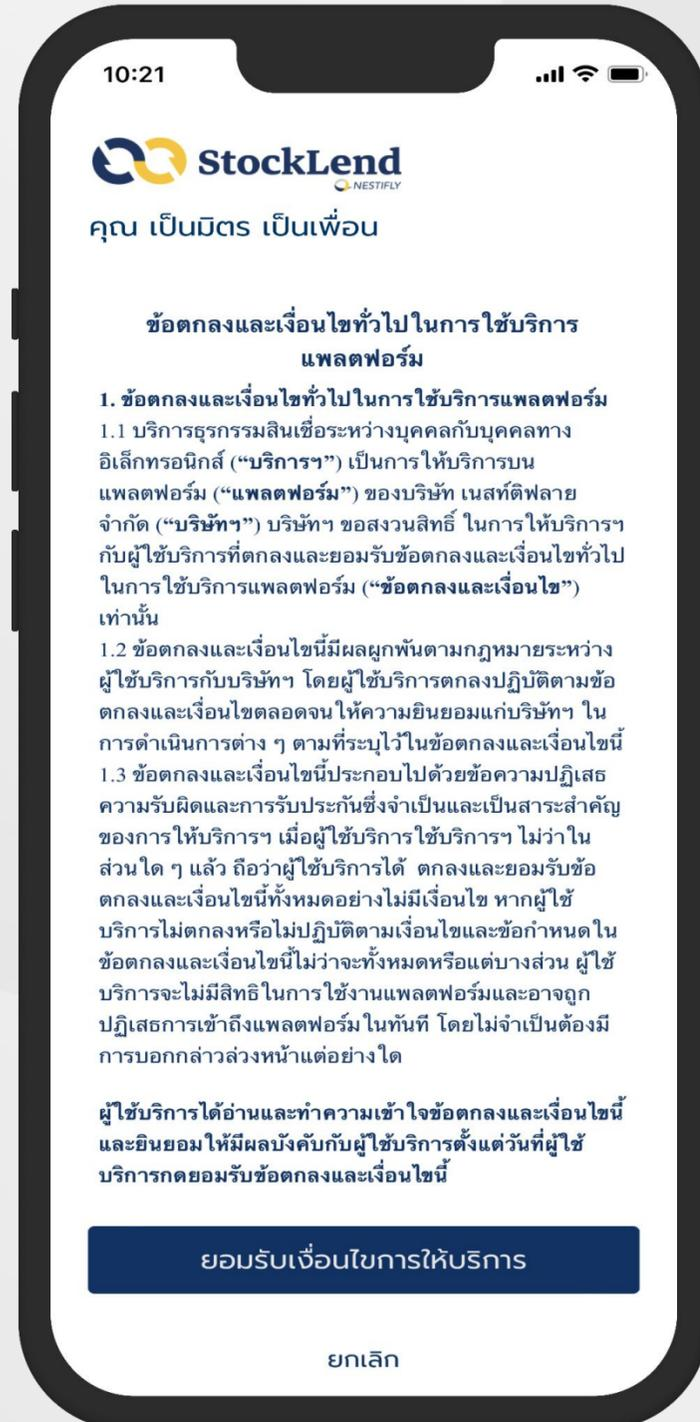 10:21
StockLend
NESTIFLY
คุณ เป็นมิตร เป็นเพื่อน
ข้อตกลงและเงื่อนไขทั่วไปในการใช้บริการ
แพลตฟอร์ม
1. ข้อตกลงและเงื่อนไขทั่วไปในการใช้บริการแพลตฟอร์ม
1.1 บริการธุรกรรมสินเชื่อระหว่างบุคคลกับบุคคลทาง
อิเล็กทรอนิกส์ (“บริการฯ”) เป็นการให้บริการบน
แพลตฟอร์ม (“แพลตฟอร์ม”) ของบริษัท เนสท์ติฟลาย
จำกัด (“บริษัทฯ”) บริษัทฯ ขอสงวนสิทธิ์ ในการให้บริการฯ
กับผู้ใช้บริการที่ตกลงและยอมรับข้อตกลงและเงื่อนไขทั่วไป
ในการใช้บริการแพลตฟอร์ม (“ข้อตกลงและเงื่อนไข”)
เท่านั้น
1.2 ข้อตกลงและเงื่อนไขนี้มีผลผูกพันตามกฎหมายระหว่าง
ผู้ใช้บริการกับบริษัทฯ โดยผู้ใช้บริการตกลงปฏิบัติตามข้อ
ตกลงและเงื่อนไขตลอดจนให้ความยินยอมแก่บริษัทฯ ใน
การดำเนินการต่าง ๆ ตามที่ระบุไว้ในข้อตกลงและเงื่อนไขนี้
1.3 ข้อตกลงและเงื่อนไขนี้ประกอบไปด้วยข้อความปฏิเสธ
ความรับผิดและการรับประกันซึ่งจำเป็นและเป็นสาระสำคัญ
ของการให้บริการฯ เมื่อผู้ใช้บริการใช้บริการฯ ไม่ว่าใน
ส่วนใด ๆ แล้ว ถือว่าผู้ใช้บริการได้ ตกลงและยอมรับข้อ
ตกลงและเงื่อนไขนี้ทั้งหมดอย่างไม่มีเงื่อนไข หากผู้ใช้
บริการไม่ตกลงหรือไม่ปฏิบัติตามเงื่อนไขและข้อกำหนดใน
ข้อตกลงและเงื่อนไขนี้ไม่ว่าจะทั้งหมดหรือแต่บางส่วน ผู้ใช้
บริการจะไม่มีสิทธิในการใช้งานแพลตฟอร์มและอาจถูก
ปฏิเสธการเข้าถึงแพลตฟอร์มในทันที โดยไม่จำเป็นต้องมี
การบอกกล่าวล่วงหน้าแต่อย่างใด
ผู้ใช้บริการได้อ่านและทำความเข้าใจข้อตกลงและเงื่อนไขนี้
และยินยอมให้มีผลบังคับกับผู้ใช้บริการตั้งแต่วันที่ผู้ใช้
บริการกดยอมรับข้อตกลงและเงื่อนไขนี้
ยอมรับเงื่อนไขการให้บริการ
ยกเลิก